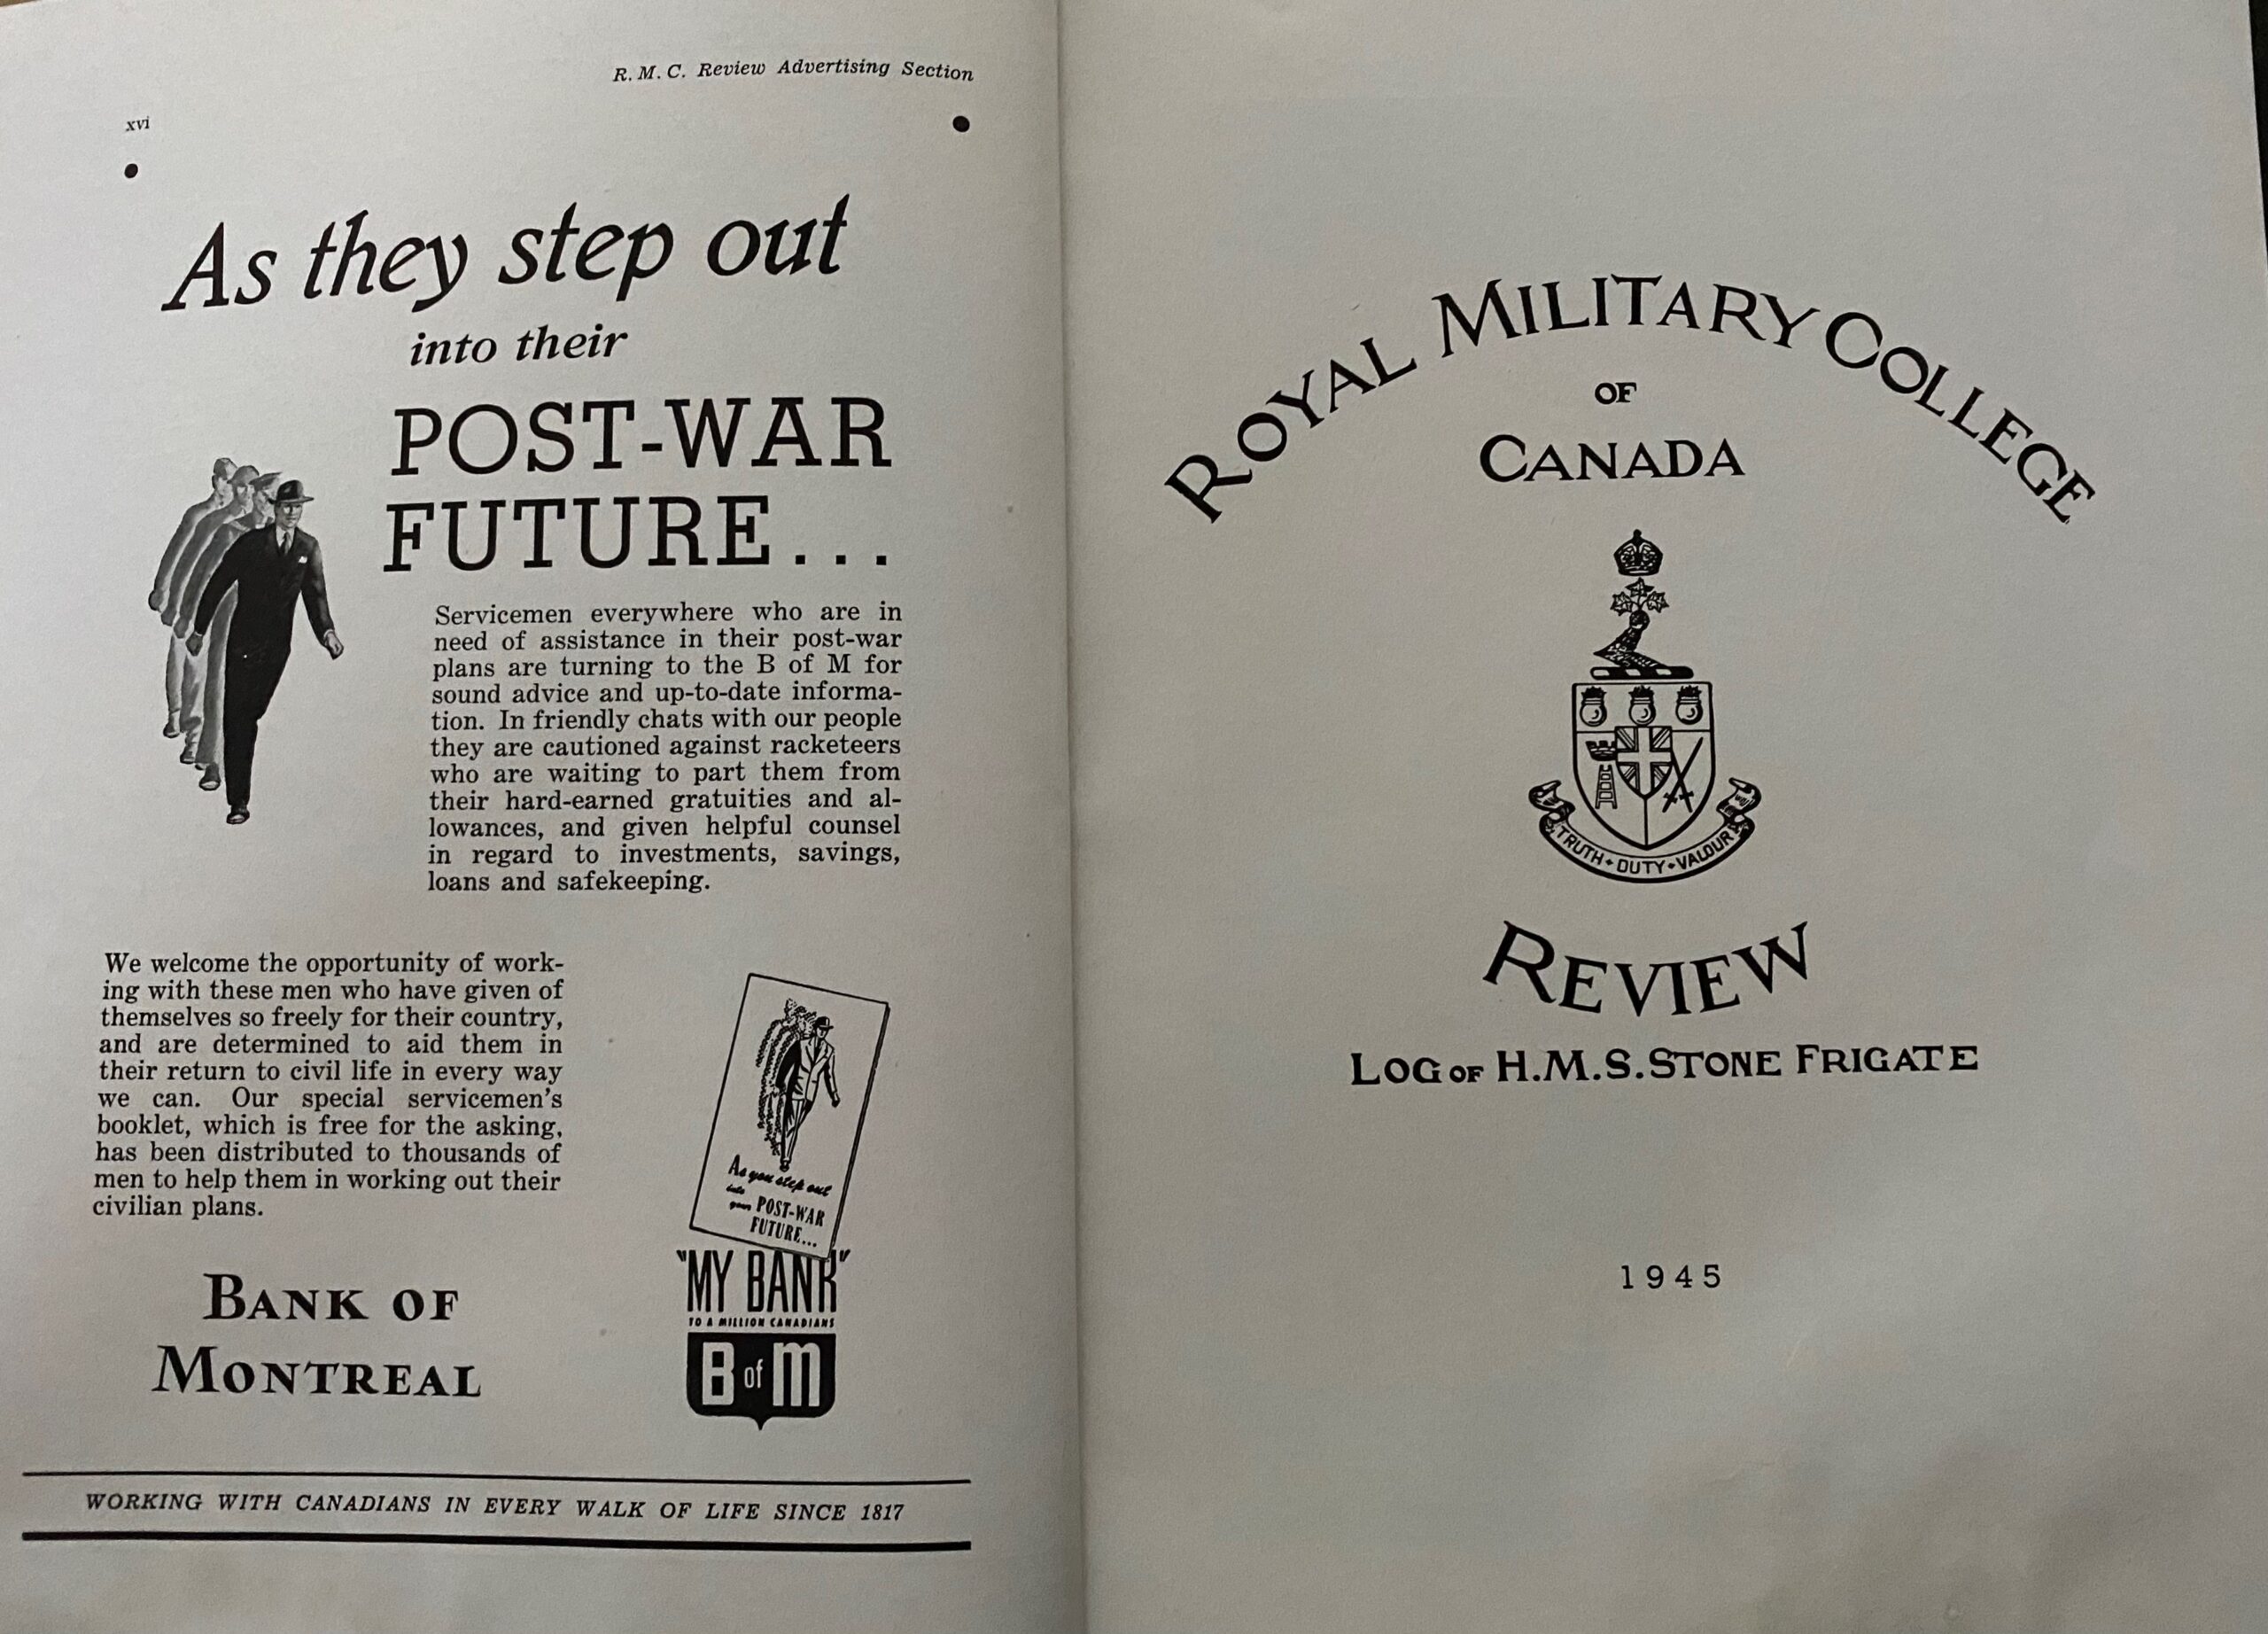 R. M. C. Review Advertising Section
xvi
As they step out
into their
POST-WAR
FUTURE...
Servicemen everywhere who are in
need of assistance in their post-war
plans are turning to the B of M for
sound advice and up-to-date informa-
tion. In friendly chats with our people
they are cautioned against racketeers
who are waiting to part them from
their hard-earned gratuities and al-
lowances, and given helpful counsel
in regard to investments, savings,
loans and safekeeping.
We welcome the opportunity of work-
ing with these men who have given of
themselves so freely for their country,
and are determined to aid them in
their return to civil life in every way
we can. Our special servicemen's
booklet, which is free for the asking,
has been distributed to thousands of
men to help them in working out their
civilian plans.
As you step out
into
your POST-WAR
FUTURE...
BANK OF
MONTREAL
"MY BANK"
TO A MILLION CANADIANS
B of M
WORKING WITH CANADIANS IN EVERY WALK OF LIFE SINCE 1817
ROYAL MILITARY COLLEGE
OF
CANADA
TRUTH • DUTY • VALOUR
REVIEW
LOG OF H.M.S. STONE FRIGATE
1945